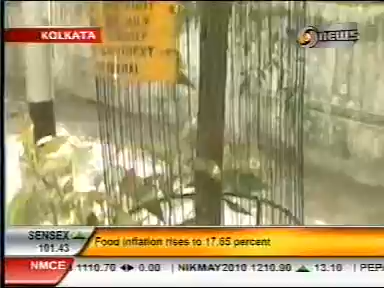 KOLKATA
NEWS
SENSEX
101.43
Food inflation rises to 17.65 percent
NMCE
1110.70 0.00 | NIKMAY2010 1210.90 13.10 | PEPM